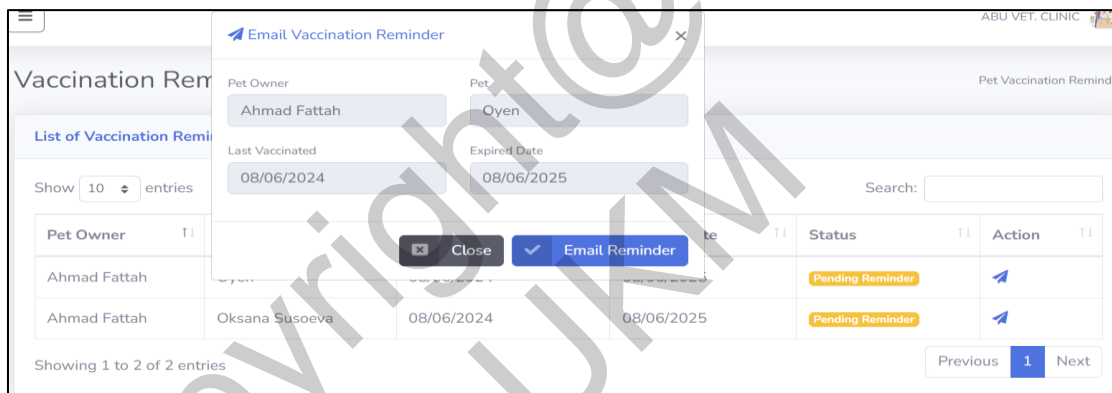 ABU VET. CLINIC
Email Vaccination Reminder
Vaccination Rem
Pet Vaccination Remind
Pet Owner
Pet
Ahmad Fattah
Oyen
List of Vaccination Remi
Last Vaccinated
Expired Date
08/06/2024
08/06/2025
Show 10 entries
Search:
Pet Owner
te
Status
Action
Close
Email Reminder
Ahmad Fattah
Pending Reminder
Ahmad Fattah
Oksana Susoeva
08/06/2024
08/06/2025
Pending Reminder
Showing 1 to 2 of 2 entries
Previous 1 Next
yright@
UKM